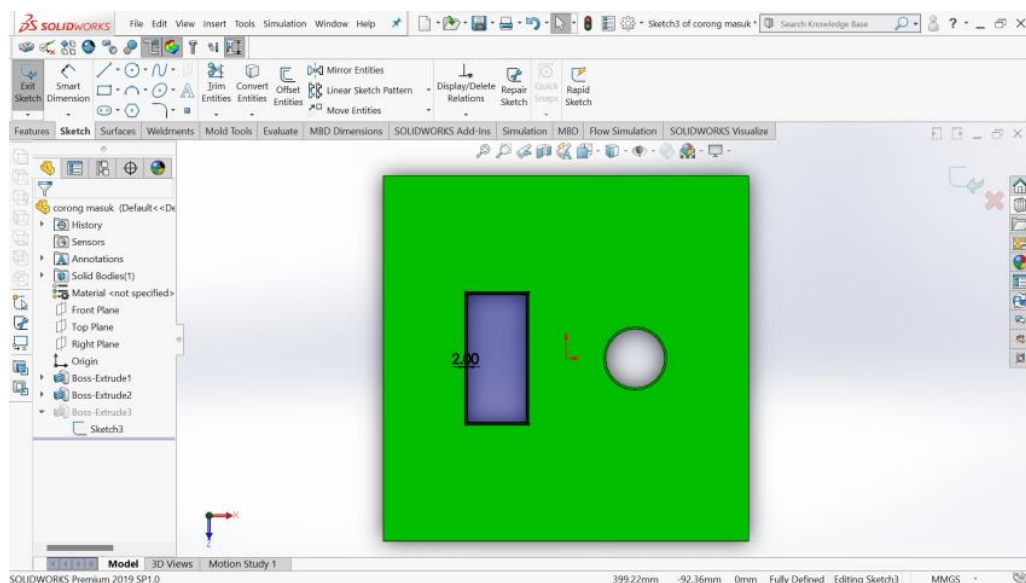 SOLIDWORKS File Edit View Insert Tools Simulation Window Help Sketch3 of corong masuk * Search Knowledge Base
Exit Sketch Smart Dimension Trim Entities Convert Entities Offset Entities Mirror Entities Linear Sketch Pattern Move Entities Display/Delete Relations Repair Sketch Quick Snaps Rapid Sketch
Features Sketch Surfaces Weldments Mold Tools Evaluate MBD Dimensions SOLIDWORKS Add-Ins Simulation MBD Flow Simulation SOLIDWORKS Visualize
corong masuk (Default<<De
History
Sensors
Annotations
Solid Bodies(1)
Material <not specified>
Front Plane
Top Plane
Right Plane
Origin
Boss-Extrude1
Boss-Extrude2
Boss-Extrude3
Sketch3
2.00
X
Z
Model 3D Views Motion Study 1
SOLIDWORKS Premium 2019 SP1.0 399.22mm -92.36mm 0mm Fully Defined Editing Sketch3 MMGS